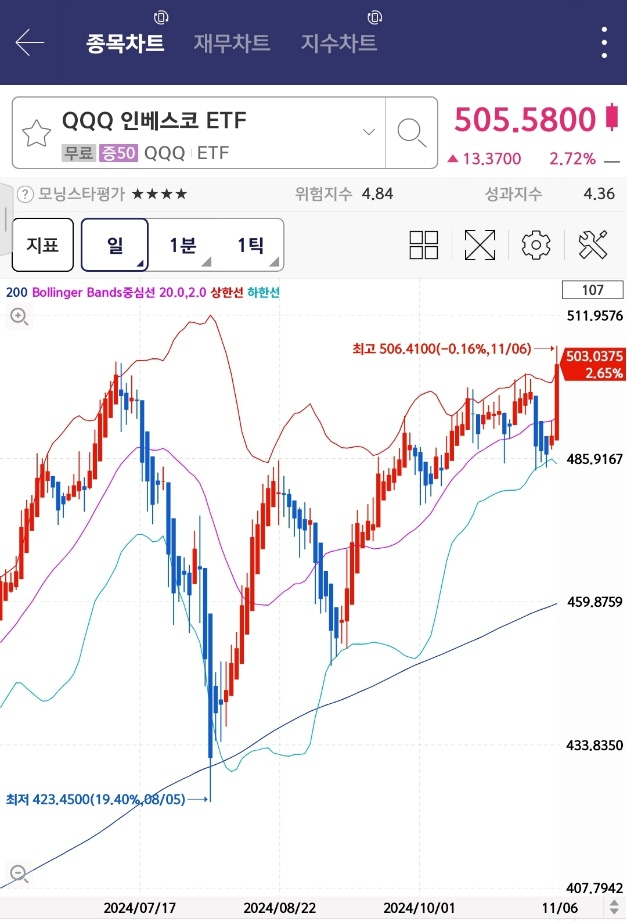 종목차트 재무차트 지수차트
QQQ 인베스코 ETF
505.5800
무료 증50 QQQ ETF
▲ 13.3700 2.72%
? 모닝스타평가 ★★★★ 위험지수 4.84 성과지수 4.36
지표 일 1분 1틱
200 Bollinger Bands중심선 20.0,2.0 상한선 하한선
107
511.9576
최고 506.4100(-0.16%,11/06)
503.0375
2.65%
485.9167
459.8759
433.8350
최저 423.4500(19.40%,08/05)
407.7942
2024/07/17 2024/08/22 2024/10/01 11/06